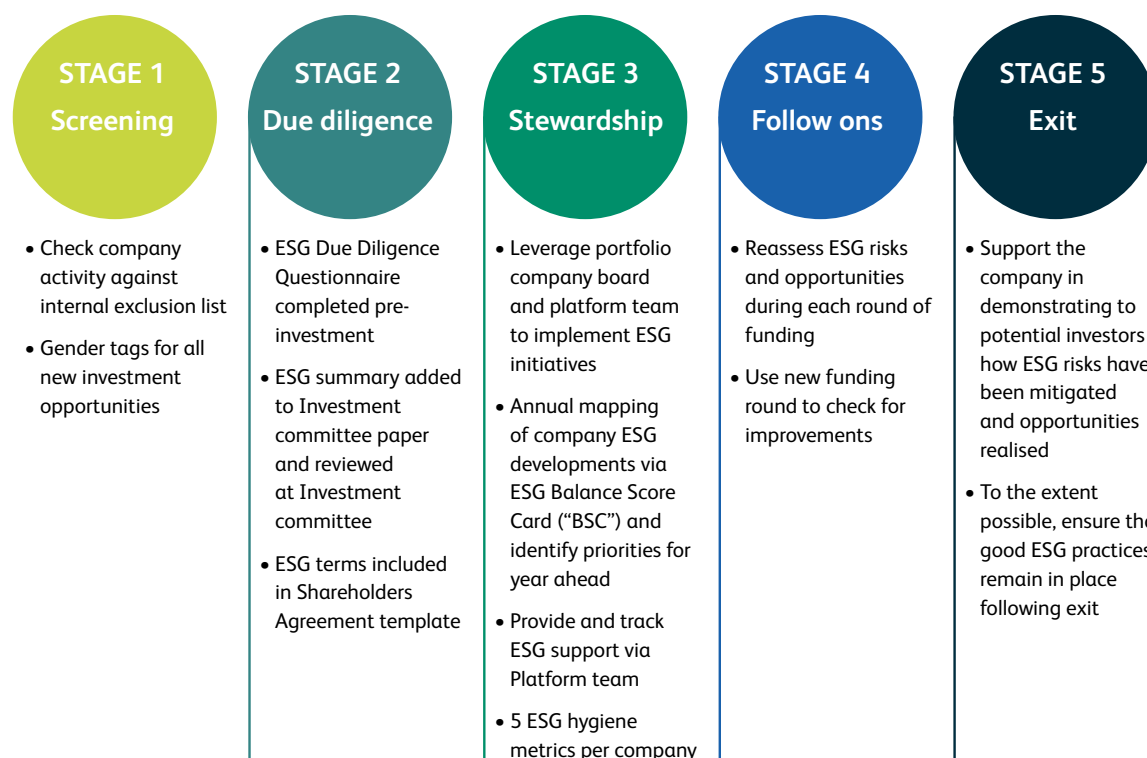 STAGE 1
Screening
• Check company
activity against
internal exclusion list
• Gender tags for all
new investment
opportunities
STAGE 2
Due diligence
• ESG Due Diligence
Questionnaire
completed pre-
investment
• ESG summary added
to Investment
committee paper
and reviewed
at Investment
committee
• ESG terms included
in Shareholders
Agreement template
STAGE 3
Stewardship
• Leverage portfolio
company board
and platform team
to implement ESG
initiatives
• Annual mapping
of company ESG
developments via
ESG Balance Score
Card (“BSC”) and
identify priorities for
year ahead
• Provide and track
ESG support via
Platform team
• 5 ESG hygiene
metrics per company
STAGE 4
Follow ons
• Reassess ESG risks
and opportunities
during each round of
funding
• Use new funding
round to check for
improvements
STAGE 5
Exit
• Support the
company in
demonstrating to
potential investors
how ESG risks have
been mitigated
and opportunities
realised
• To the extent
possible, ensure
good ESG practices
remain in place
following exit